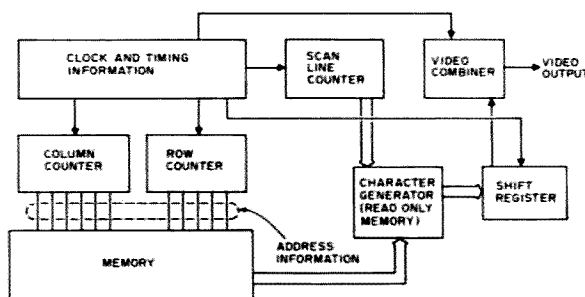 CLOCK AND TIMING
INFORMATION
SCAN
LINE
COUNTER
VIDEO
COMBINER
VIDEO
OUTPUT
COLUMN
COUNTER
ROW
COUNTER
CHARACTER
GENERATOR
(READ ONLY
MEMORY)
SHIFT
REGISTER
ADDRESS
INFORMATION
MEMORY